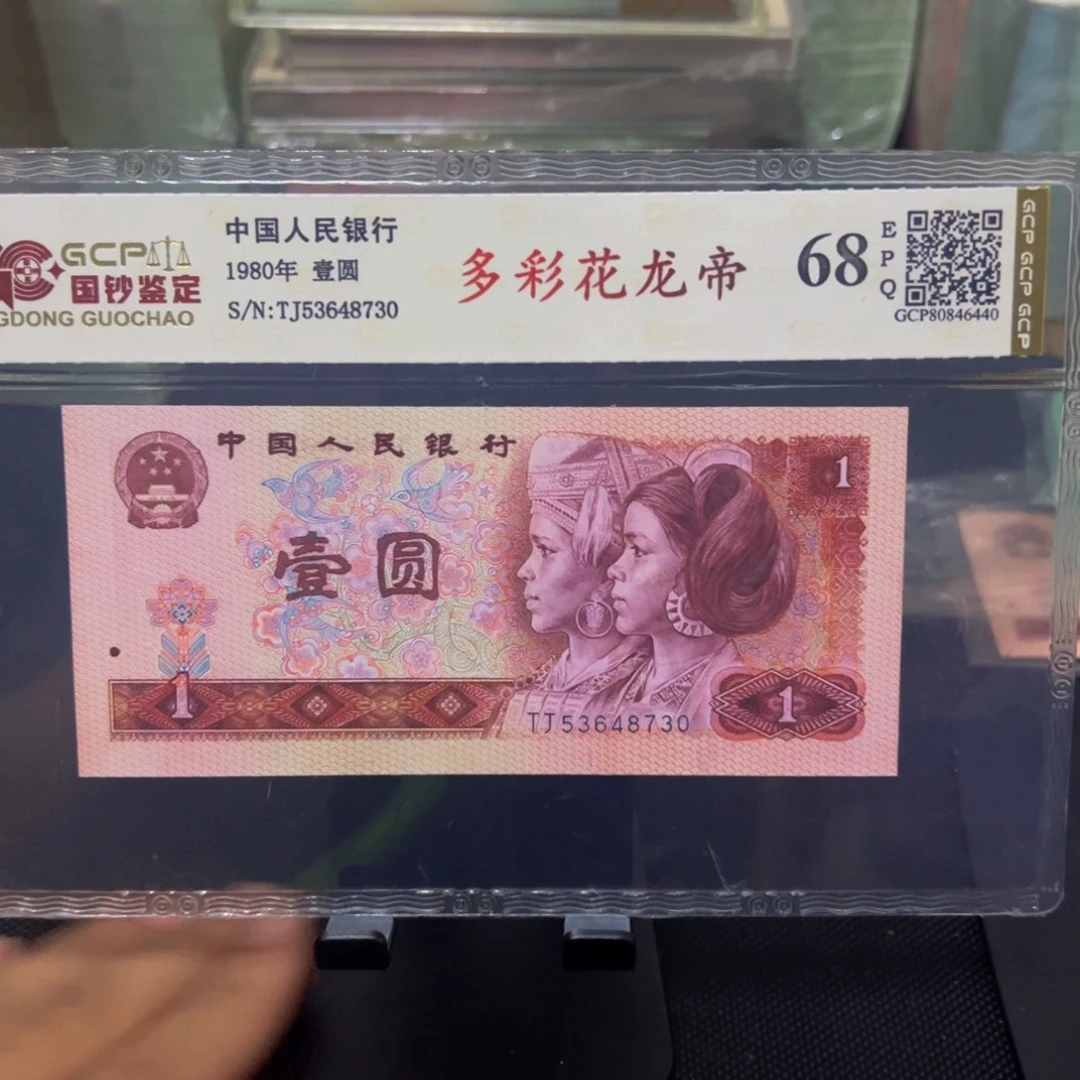 GCP
国钞鉴定
GDONG GUOCHAO
中国人民银行
1980年 壹圆
S/N:TJ53648730
多彩花龙帝
68
EPQ
GCP80846440
GCP GCP GCP
中国人民银行
1
壹圆
1
TJ53648730
1